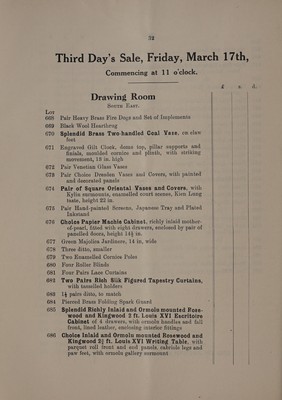 32
Third Day's Sale, Friday, March 17th,
Commencing at 11 o'clock.
£ s. d.
Drawing Room
South East.
Lot
668 Pair Heavy Brass Fire Dogs and Set of Implements
669 Black Wool Hearthrug
670 Splendid Brass Two-handled Coal Vase, on claw
feet
671 Engraved Gilt Clock, dome top, pillar supports and
finials, moulded cornice and plinth, with striking
movement, 18 in. high
672 Pair Venetian Glass Vases
673 Pair Choice Dresden Vases and Covers, with painted
and decorated panels
674 Pair of Square Oriental Vases and Covers, with
Kylin surmounts, enamelled court scenes, Kien Lung
taste, height 22 in.
675 Pair Hand-painted Screens, Japanese Tray and Plated
Inkstand
676 Choice Papier Mache Cabinet, richly inlaid mother-
of-pearl, fitted with eight drawers, enclosed by pair of
panelled doors, height 14½ in.
677 Green Majolica Jardiniere, 14 in. wide
678 Three ditto, smaller
679 Two Enamelled Cornice Poles
680 Four Roller Blinds
681 Four Pairs Lace Curtains
682 Two Pairs Rich Silk Figured Tapestry Curtains,
with tasselled holders
683 1½ pairs ditto, to match
684 Pierced Brass Folding Spark Guard
685 Splendid Richly Inlaid and Ormolu mounted Rose-
wood and Kingwood 2 ft. Louis XVI Escritoire
Cabinet of 4 drawers, with ormolu handles and fall
front, lined leather, enclosing interior fittings
686 Choice Inlaid and Ormolu mounted Rosewood and
Kingwood 2½ ft. Louis XVI Writing Table, with
parquet roll front and end panels, cabriole legs and
paw feet, with ormolu gallery surmount